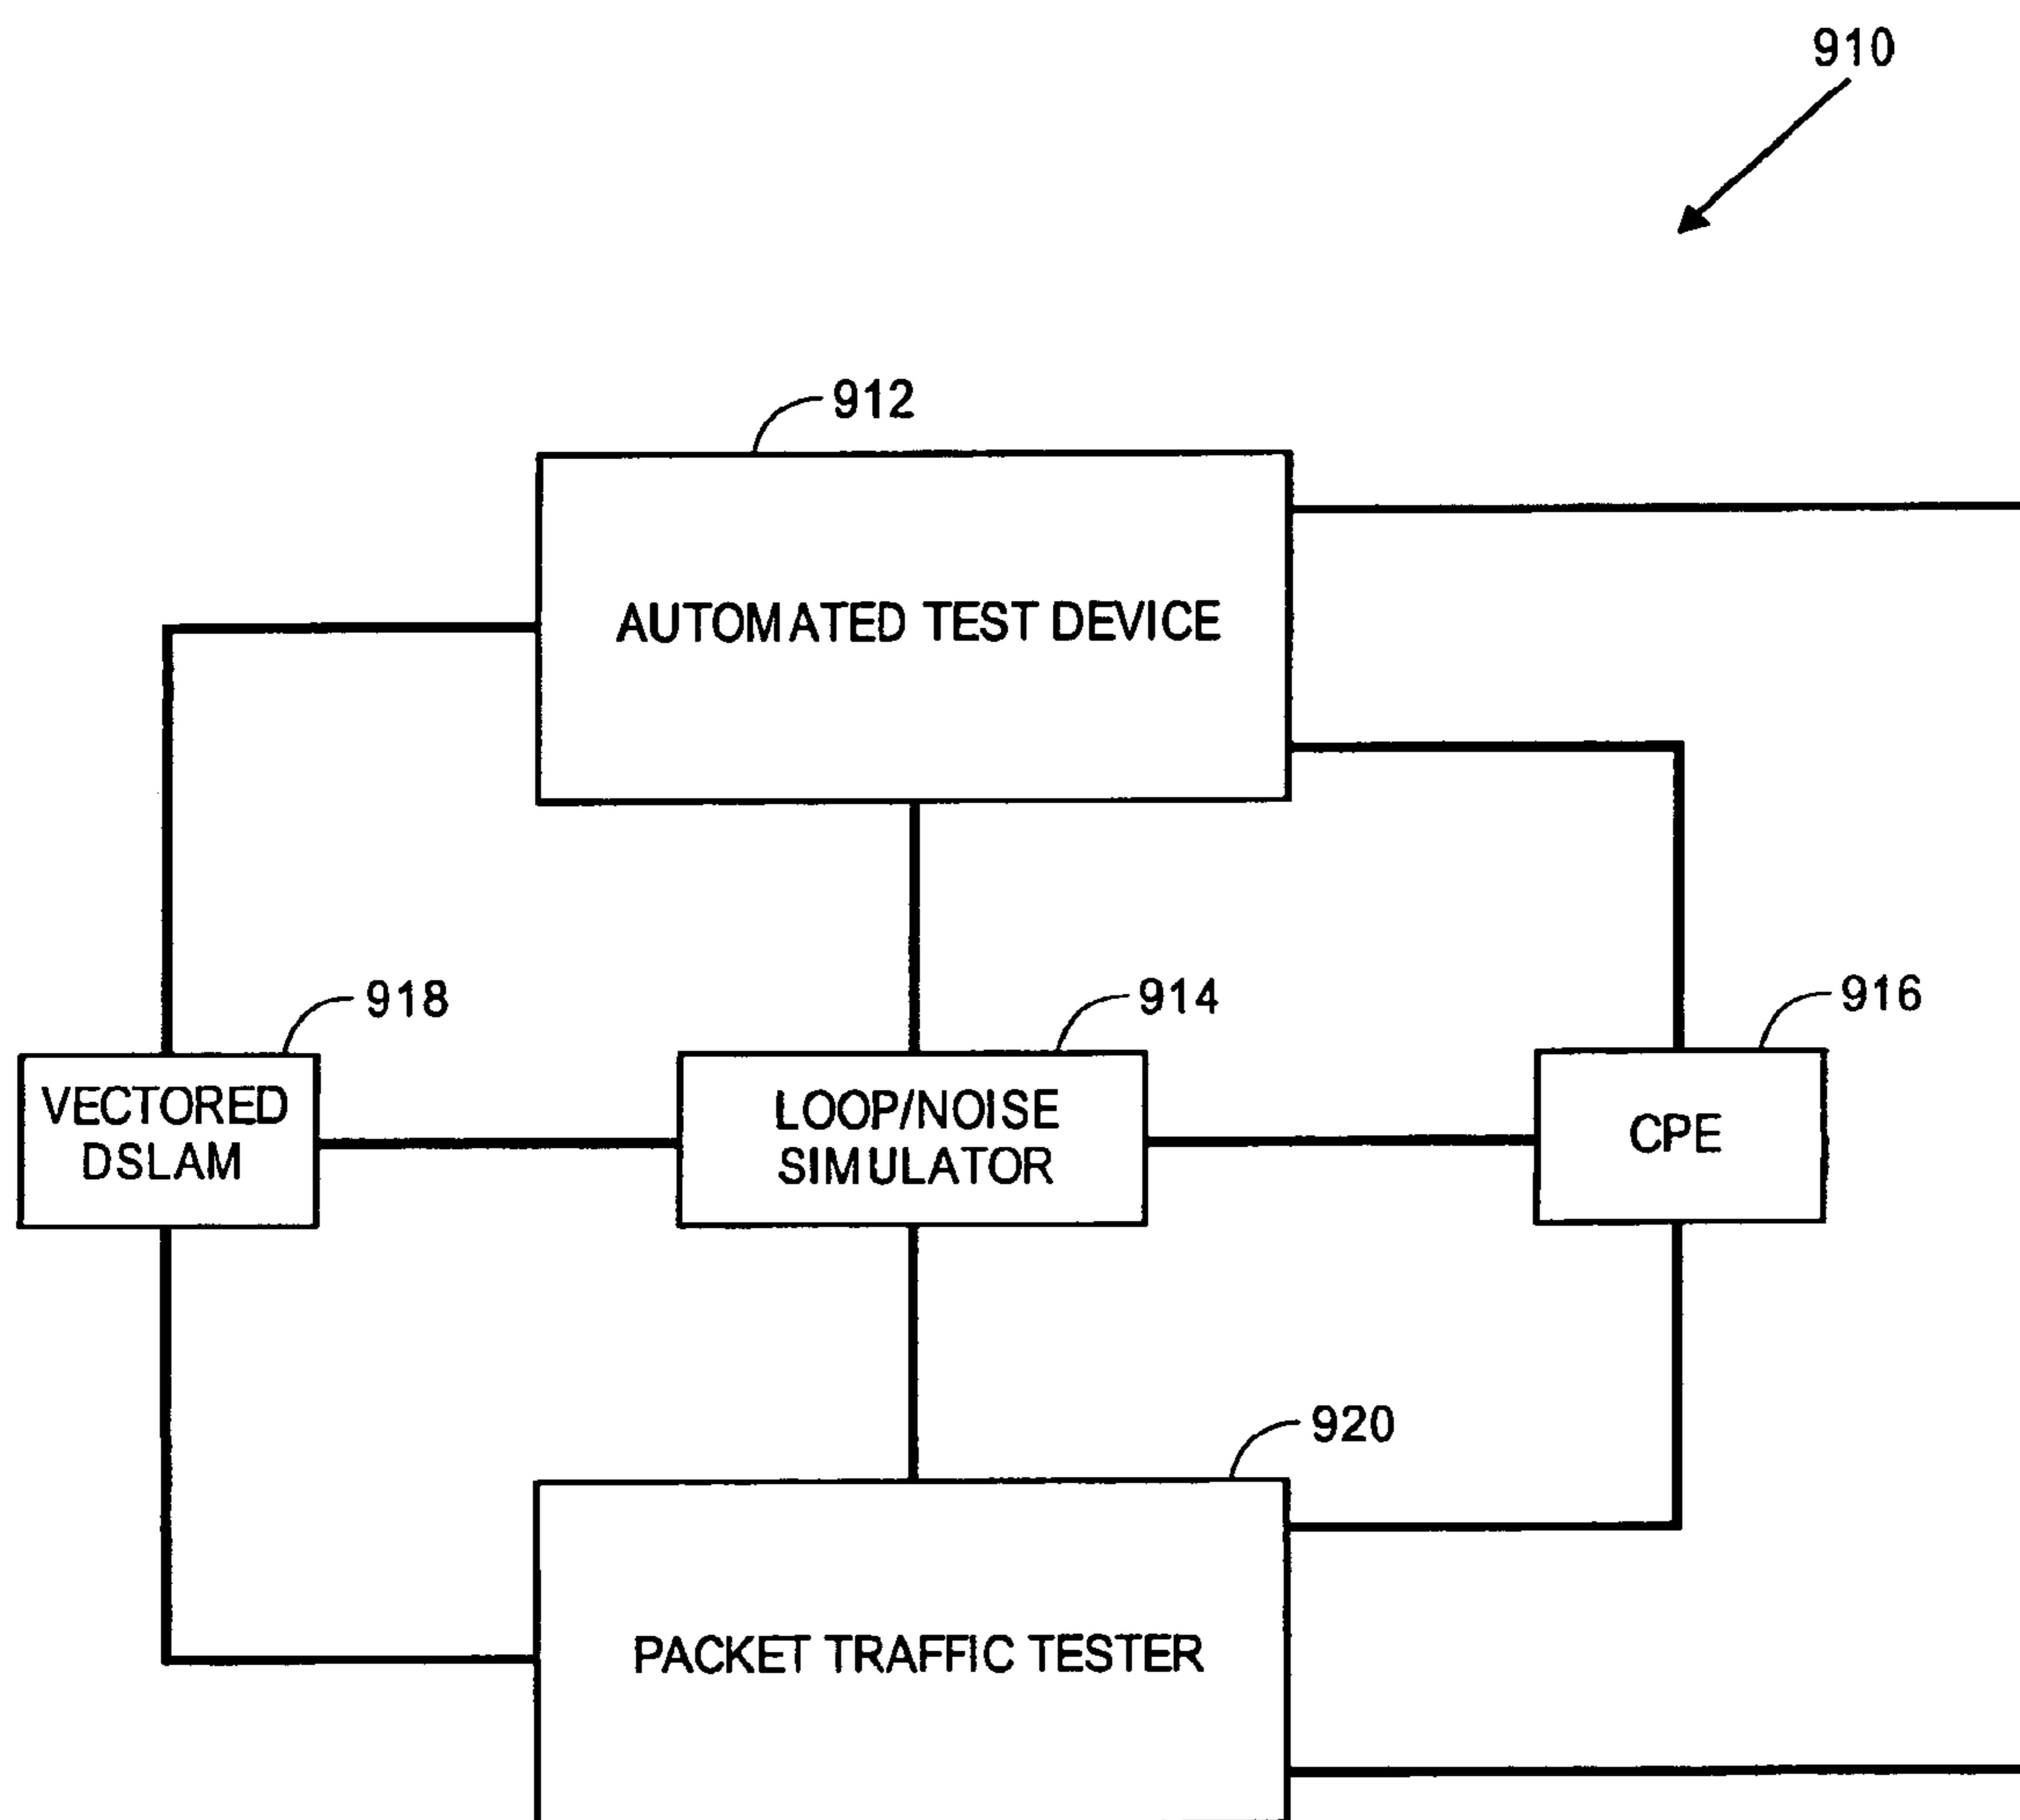 910
912
AUTOMATED TEST DEVICE
918
914
916
VECTORED
DSLAM
LOOP/NOISE
SIMULATOR
CPE
920
PACKET TRAFFIC TESTER